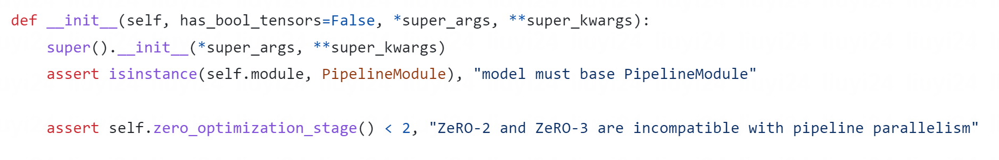 def __init__(self, has_bool_tensors=False, *super_args, **super_kwargs):
    super().__init__(*super_args, **super_kwargs)
    assert isinstance(self.module, PipelineModule), "model must base PipelineModule"
    assert self.zero_optimization_stage() < 2, "ZeRO-2 and ZeRO-3 are incompatible with pipeline parallelism"